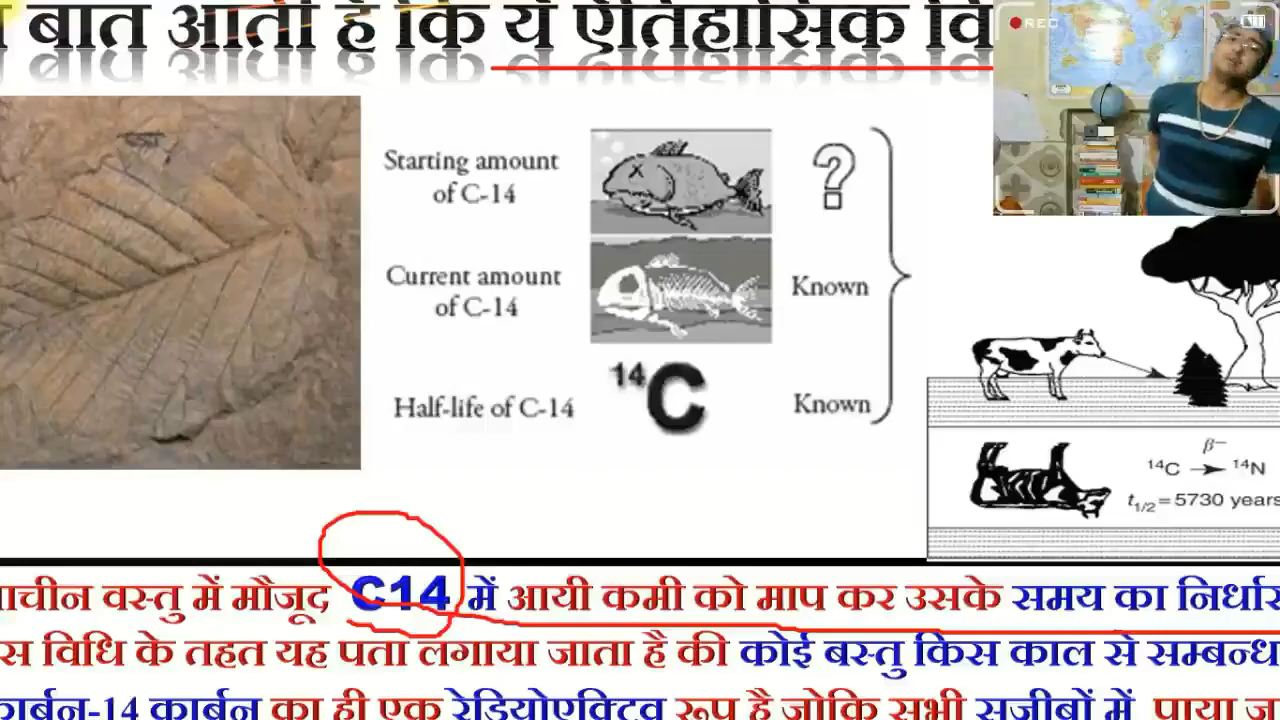 बात आती है कि ये ऐतिहासिक वि
REC
Starting amount
of C-14
?
Current amount
of C-14
Known
14C
Half-life of C-14
Known
β−
14C → 14N
t1/2 = 5730 years
ाचीन वस्तु में मौजूद C14 में आयी कमी को माप कर उसके समय का निर्धार
स विधि के तहत यह पता लगाया जाता है की कोई बस्तु किस काल से सम्बन्ध
कार्बन-14 कार्बन का ही एक रेडियोएक्टिव रूप है जोकि सभी सजीबों में पाया ज